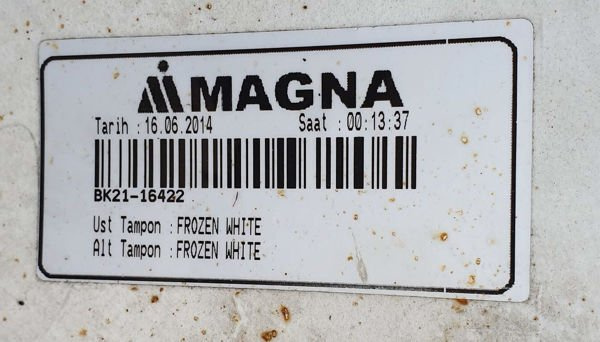 MAGNA
Tarih : 16.06.2014 Saat : 00:13:37
BK21-16422
Ust Tampon : FROZEN WHITE
Alt Tampon : FROZEN WHITE